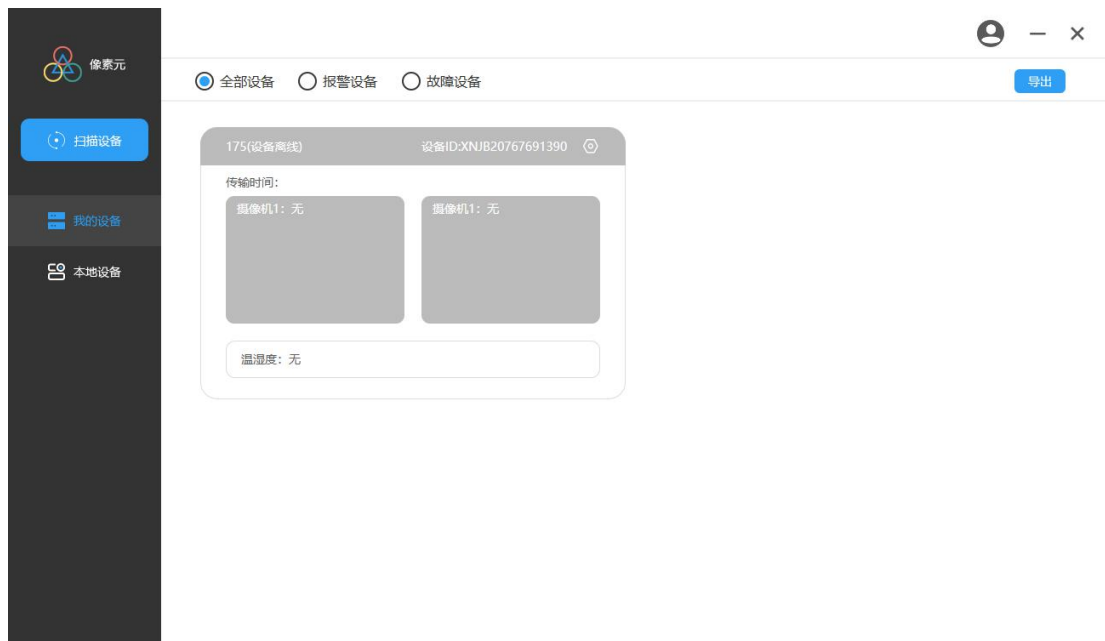 像素元
全部设备 报警设备 故障设备 导出
扫描设备
我的设备
本地设备
175(设备离线) 设备ID:XNJB20767691390
传输时间:
摄像机1：无 摄像机1：无
温湿度：无